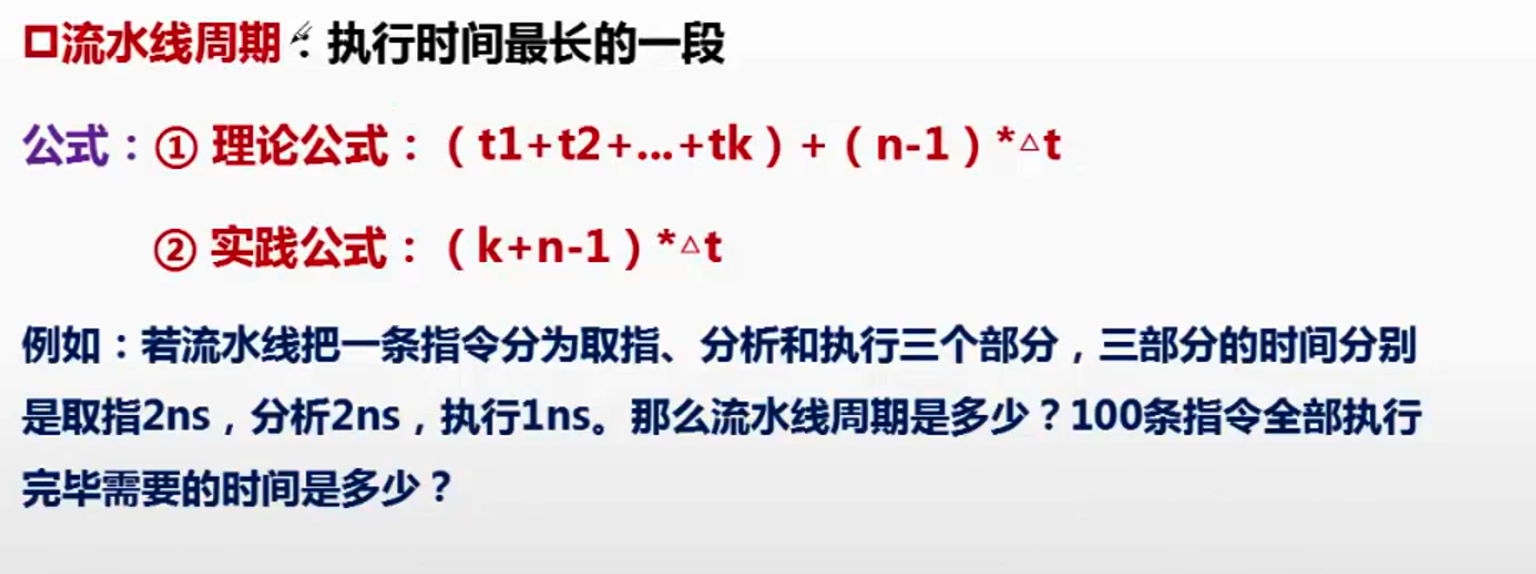 口流水线周期：执行时间最长的一段
公式：① 理论公式：（t1+t2+...+tk）+（n-1）*△t
② 实践公式：（k+n-1）*△t
例如：若流水线把一条指令分为取指、分析和执行三个部分，三部分的时间分别
是取指2ns，分析2ns，执行1ns。那么流水线周期是多少？100条指令全部执行
完毕需要的时间是多少？